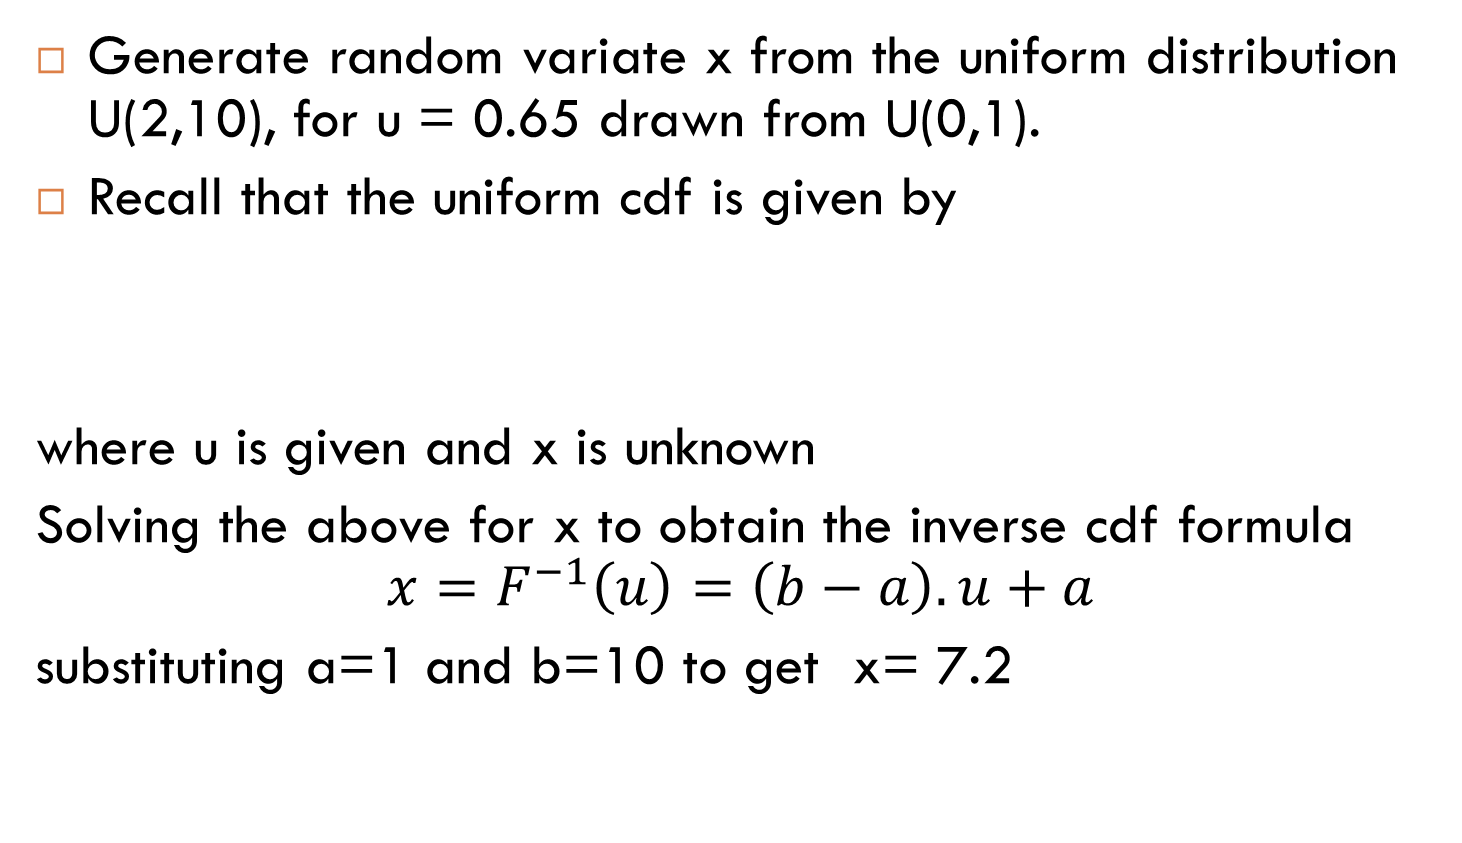 Generate random variate x from the uniform distribution
U(2,10), for u = 0.65 drawn from U(0,1).
Recall that the uniform cdf is given by
where u is given and x is unknown
Solving the above for x to obtain the inverse cdf formula
x = F⁻¹(u) = (b − a). u + a
substituting a=1 and b=10 to get x= 7.2